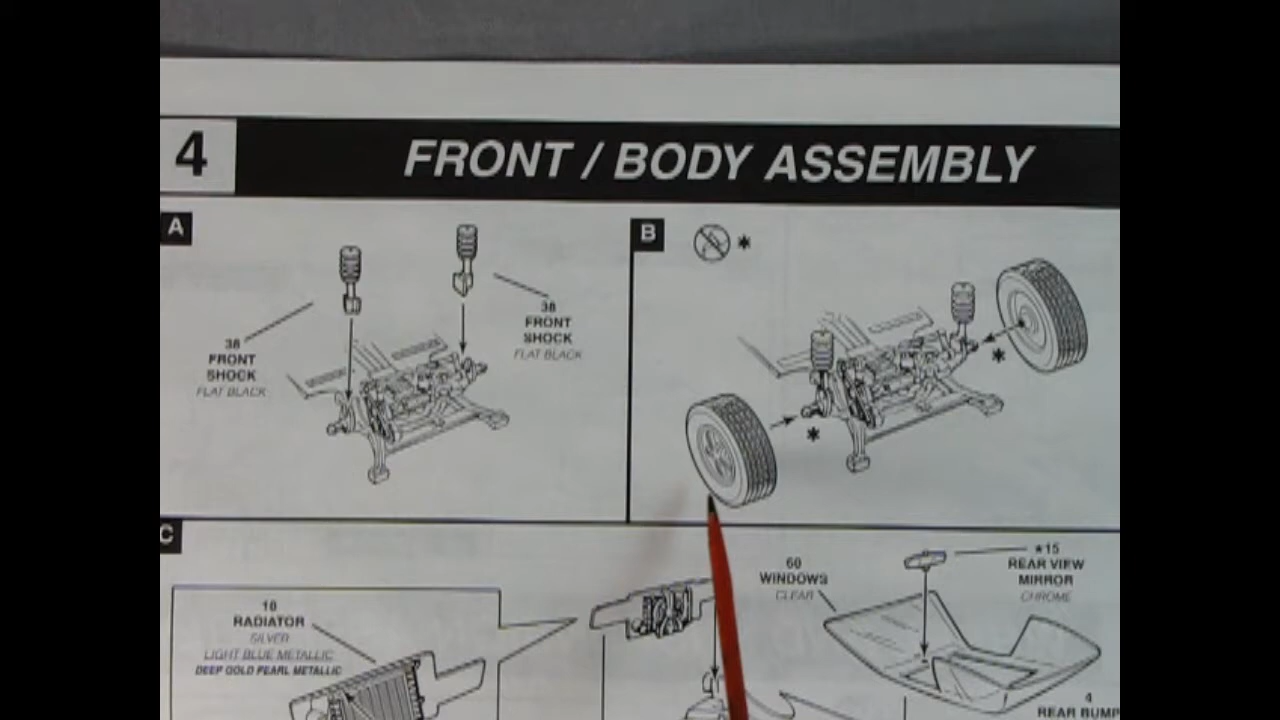 4
FRONT / BODY ASSEMBLY
A
38
FRONT
SHOCK
FLAT BLACK
38
FRONT
SHOCK
FLAT BLACK
B
*
*
*
C
10
RADIATOR
SILVER
LIGHT BLUE METALLIC
DEEP GOLD PEARL METALLIC
60
WINDOWS
CLEAR
★15
REAR VIEW
MIRROR
CHROME
4
REAR BUMP